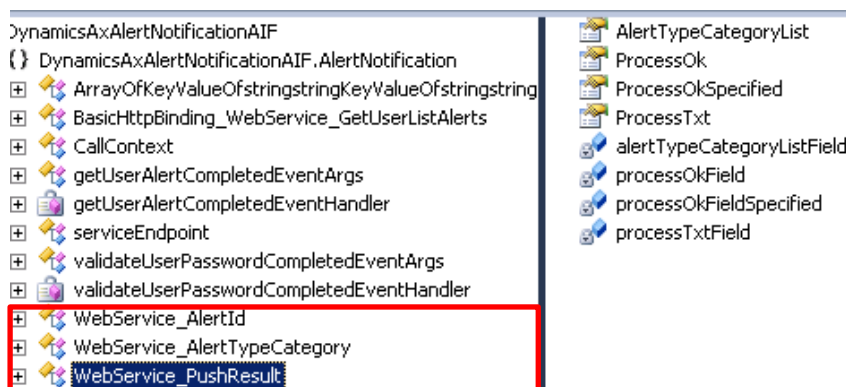 DynamicsAxAlertNotificationAIF
{} DynamicsAxAlertNotificationAIF.AlertNotification
ArrayOfKeyValueOfstringstringKeyValueOfstringstring
BasicHttpBinding_WebService_GetUserListAlerts
CallContext
getUserAlertCompletedEventArgs
getUserAlertCompletedEventHandler
serviceEndpoint
validateUserPasswordCompletedEventArgs
validateUserPasswordCompletedEventHandler
WebService_AlertId
WebService_AlertTypeCategory
WebService_PushResult
AlertTypeCategoryList
ProcessOk
ProcessOkSpecified
ProcessTxt
alertTypeCategoryListField
processOkField
processOkFieldSpecified
processTxtField